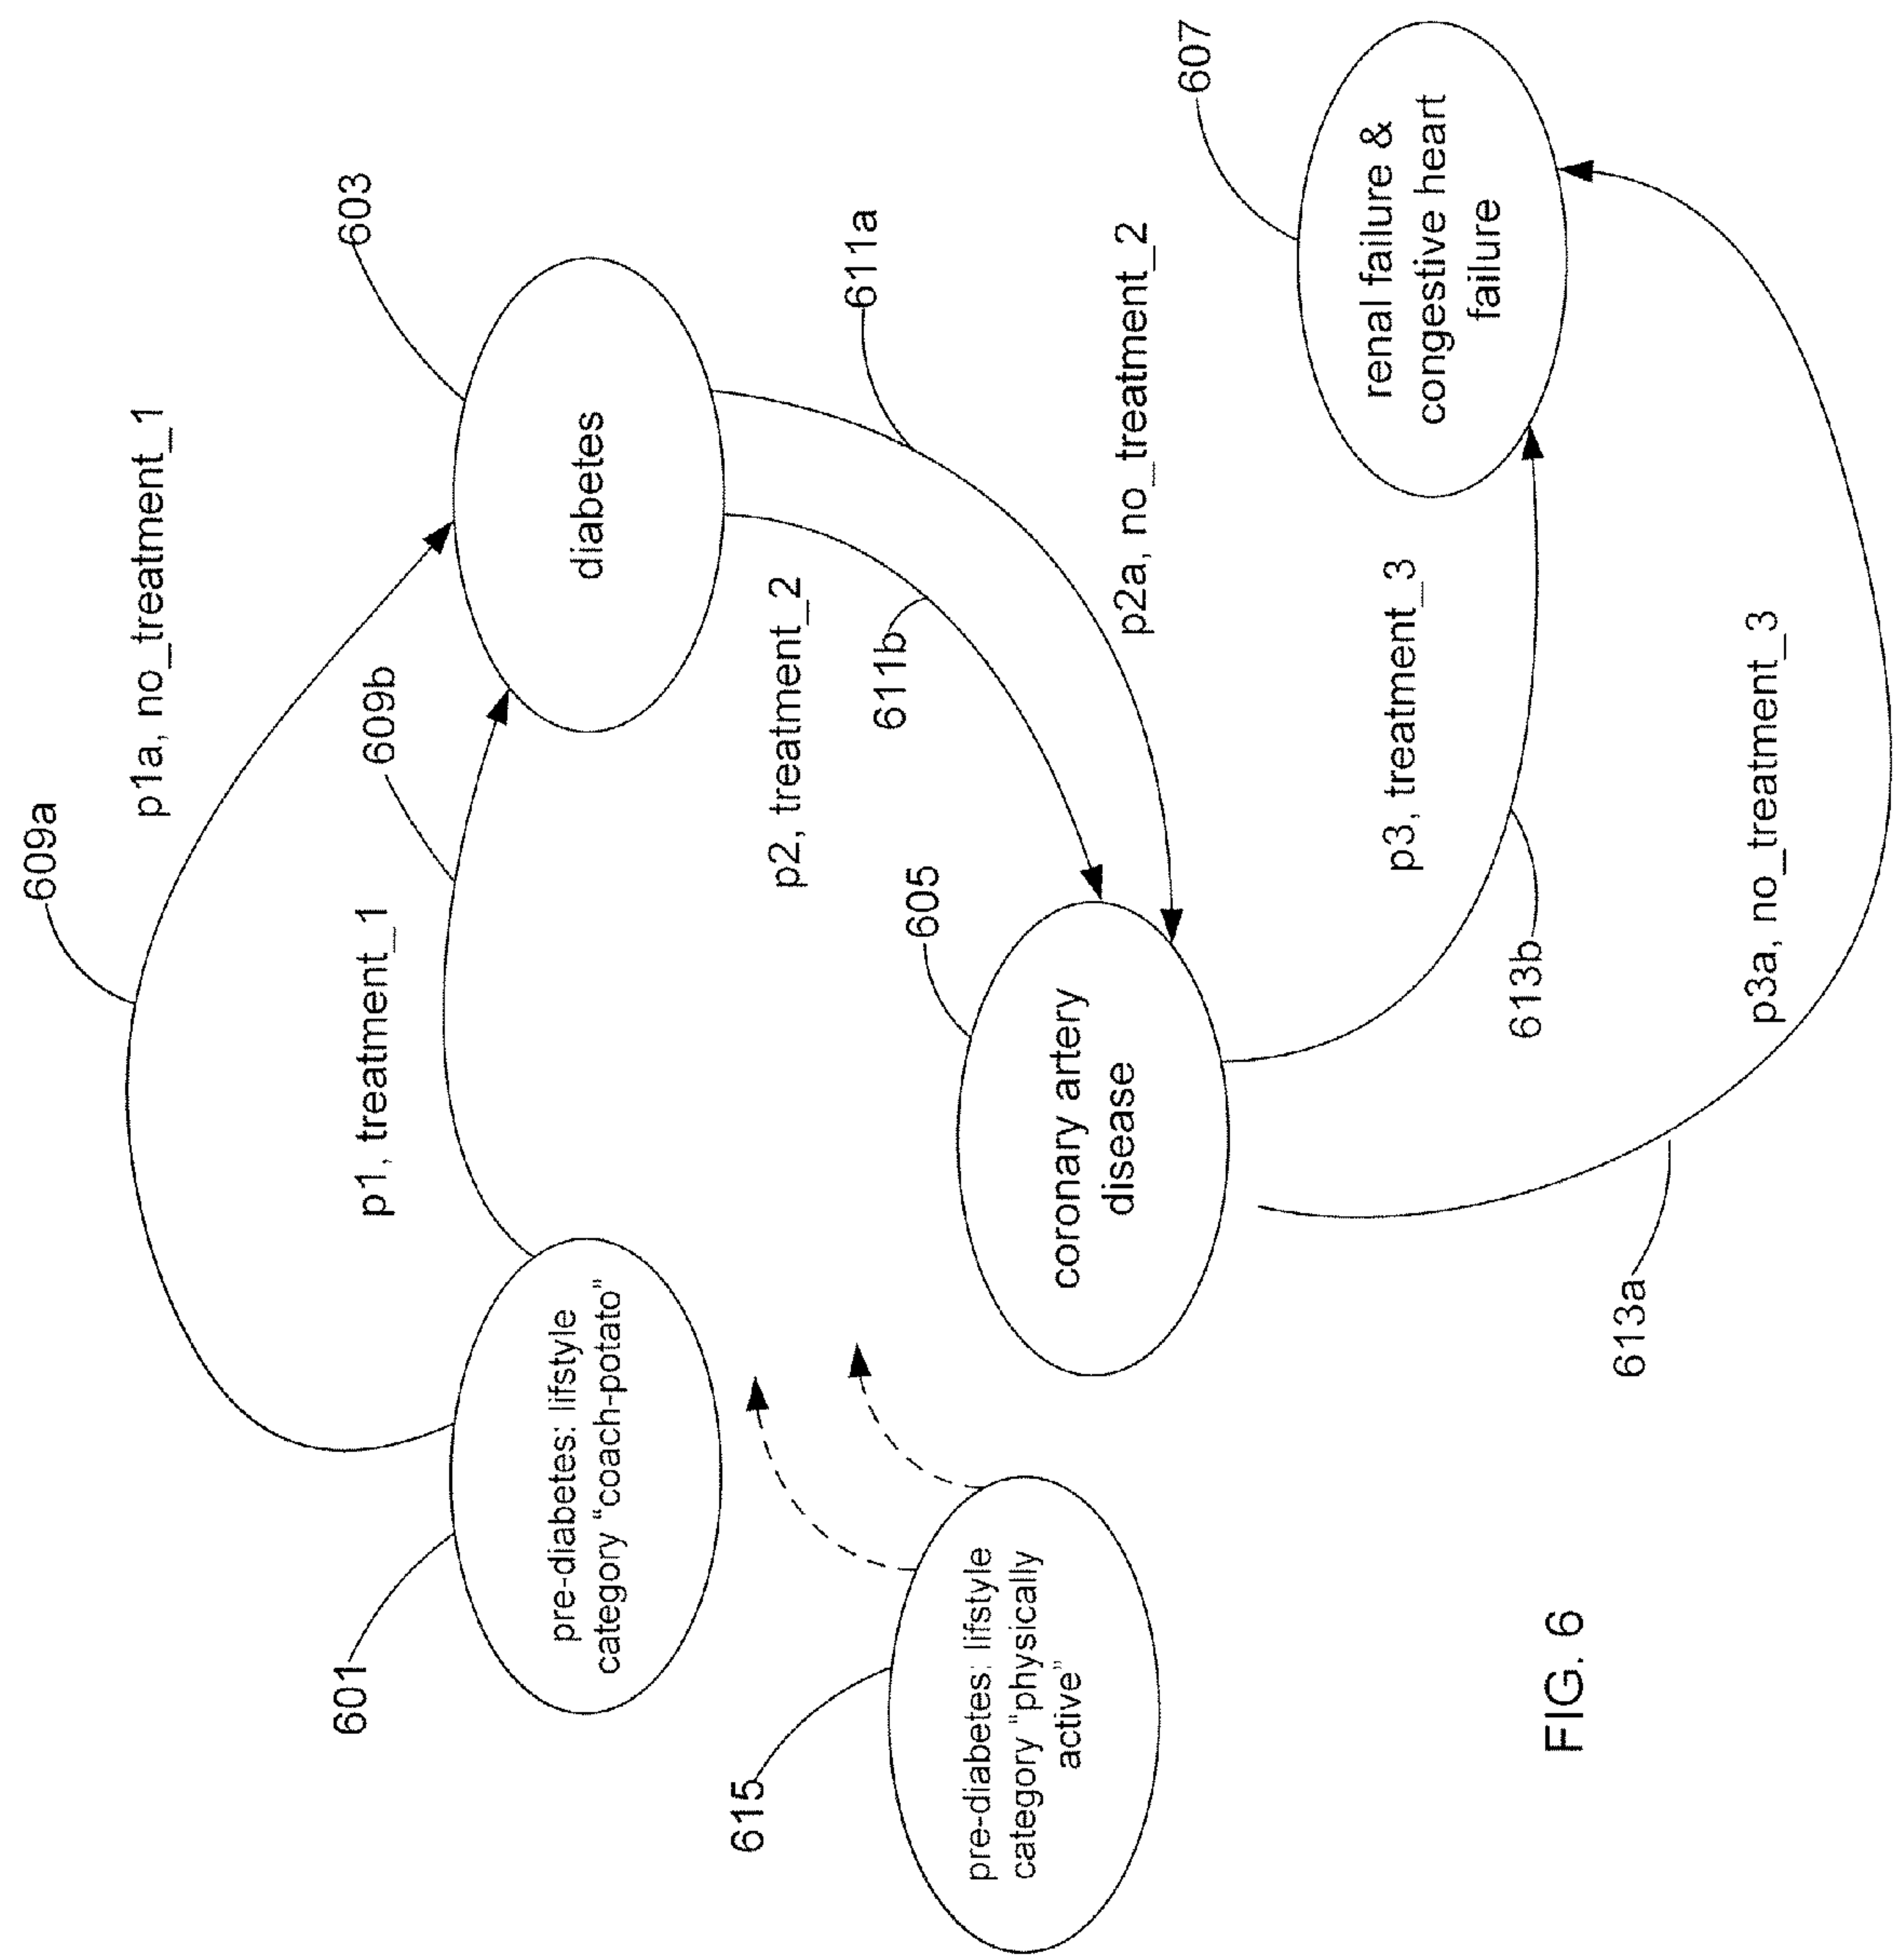 609a
p1a, no_treatment_1
603
609b
p1, treatment_1
601
pre-diabetes: lifstyle
category “coach-potato”
diabetes
611a
p2, treatment_2
611b
p2a, no_treatment_2
607
615
pre-diabetes: lifstyle
category “physically
active”
605
coronary artery
disease
renal failure &
congestive heart
failure
p3, treatment_3
613b
613a
p3a, no_treatment_3
FIG. 6